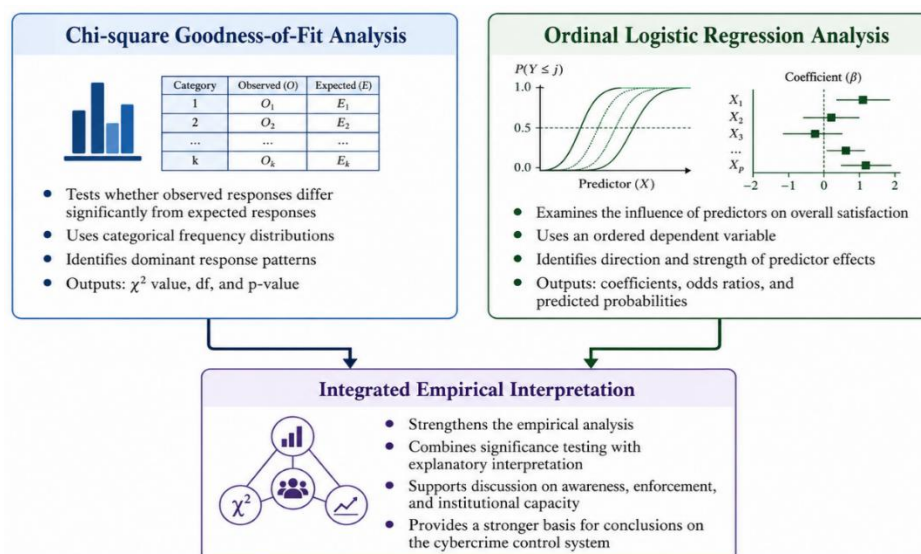 Chi-square Goodness-of-Fit Analysis
Category Observed (O) Expected (E)
1 O₁ E₁
2 O₂ E₂
... ... ...
k Oₖ Eₖ
• Tests whether observed responses differ
significantly from expected responses
• Uses categorical frequency distributions
• Identifies dominant response patterns
• Outputs: χ² value, df, and p-value
Ordinal Logistic Regression Analysis
P(Y ≤ j)
1.0
0.5
0.0
Predictor (X)
Coefficient (β)
X₁
X₂
X₃
...
Xₚ
−2 −1 0 1 2
• Examines the influence of predictors on overall satisfaction
• Uses an ordered dependent variable
• Identifies direction and strength of predictor effects
• Outputs: coefficients, odds ratios, and
predicted probabilities
Integrated Empirical Interpretation
χ²
• Strengthens the empirical analysis
• Combines significance testing with
explanatory interpretation
• Supports discussion on awareness, enforcement,
and institutional capacity
• Provides a stronger basis for conclusions on
the cybercrime control system